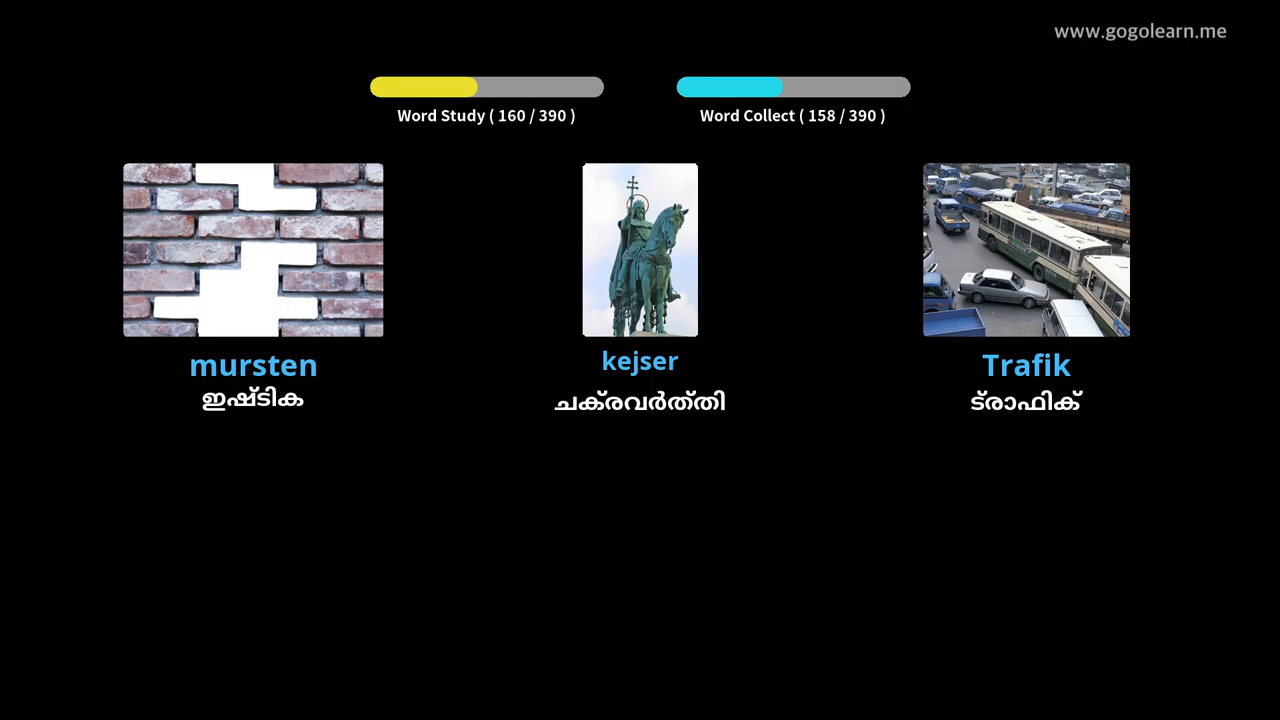 www.gogolearn.me
Word Study ( 160 / 390 )
Word Collect ( 158 / 390 )
mursten
ഇഷ്ടിക
kejser
ചക്രവർത്തി
Trafik
ട്രാഫിക്